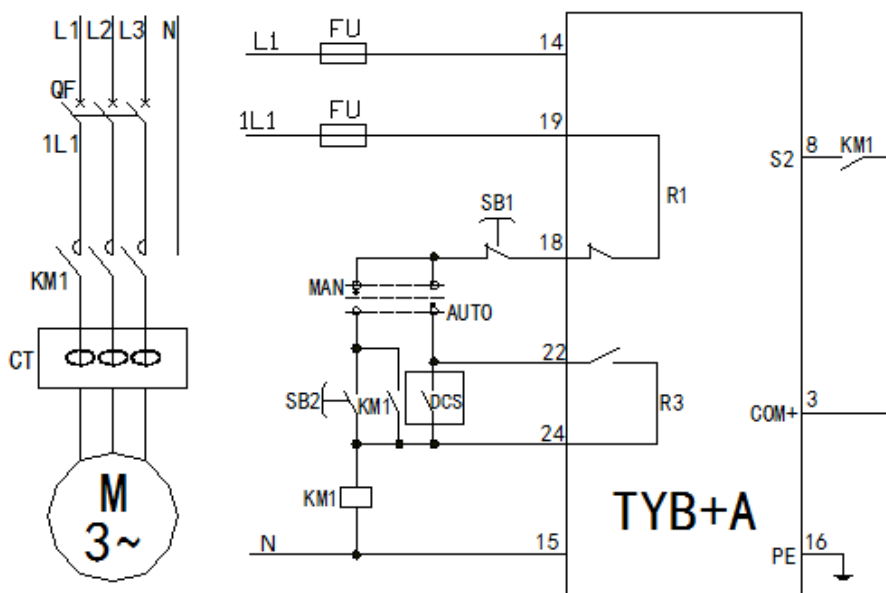 L1 L2 L3 N
QF
1L1
KM1
CT
M
3~
L1 FU 14
1L1 FU 19
S2 8 KM1
R1
SB1
18
MAN
AUTO
22
SB2 KM1 DCS
R3
COM+ 3
24
KM1
TYB+A
N 15
PE 16